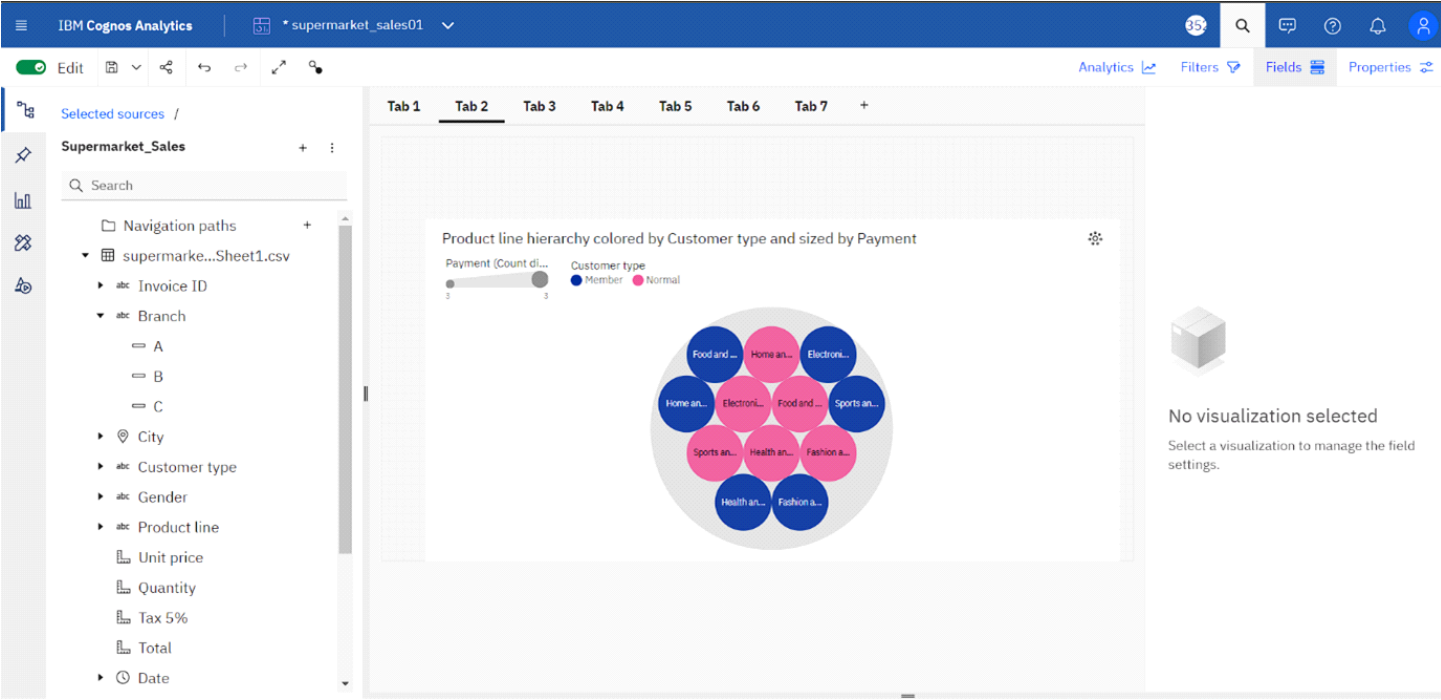 IBM Cognos Analytics * supermarket_sales01
Edit Analytics Filters Fields Properties
Selected sources /
Supermarket_Sales
Search
Navigation paths
supermarke...Sheet1.csv
abc Invoice ID
abc Branch
A
B
C
City
abc Customer type
abc Gender
abc Product line
Unit price
Quantity
Tax 5%
Total
Date
Tab 1 Tab 2 Tab 3 Tab 4 Tab 5 Tab 6 Tab 7 +
Product line hierarchy colored by Customer type and sized by Payment
Payment (Count di... Customer type
Member Normal
3 3
Food and ... Home an... Electroni...
Home an... Electroni... Food and ... Sports an...
Sports an... Health an... Fashion a...
Health an... Fashion a...
No visualization selected
Select a visualization to manage the field
settings.